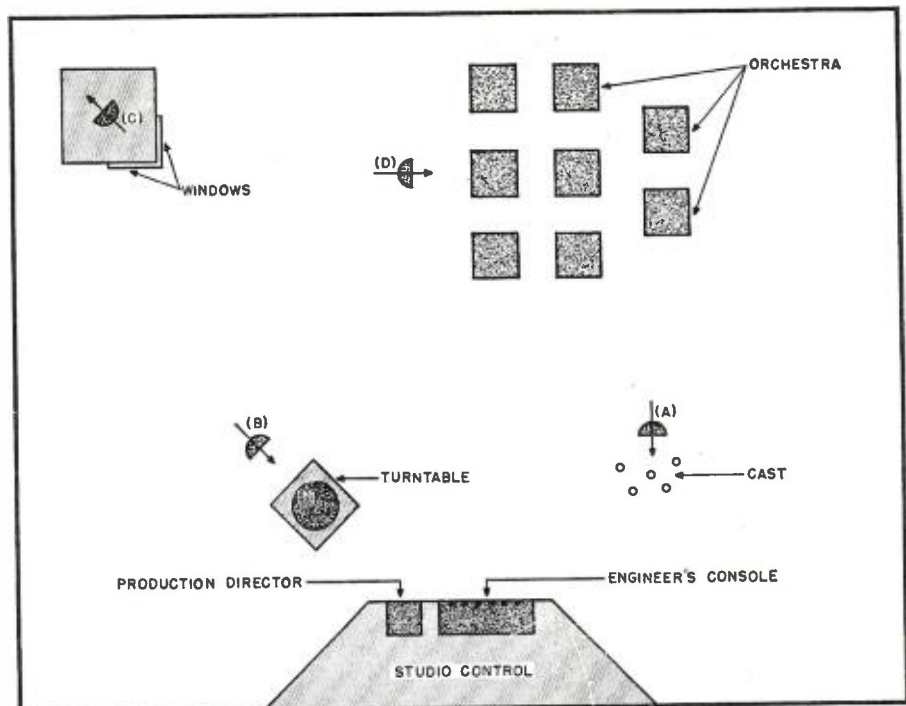 ORCHESTRA
(C)
(D)
WINDOWS
(B)
(A)
TURNTABLE
CAST
PRODUCTION DIRECTOR
ENGINEER'S CONSOLE
STUDIO CONTROL